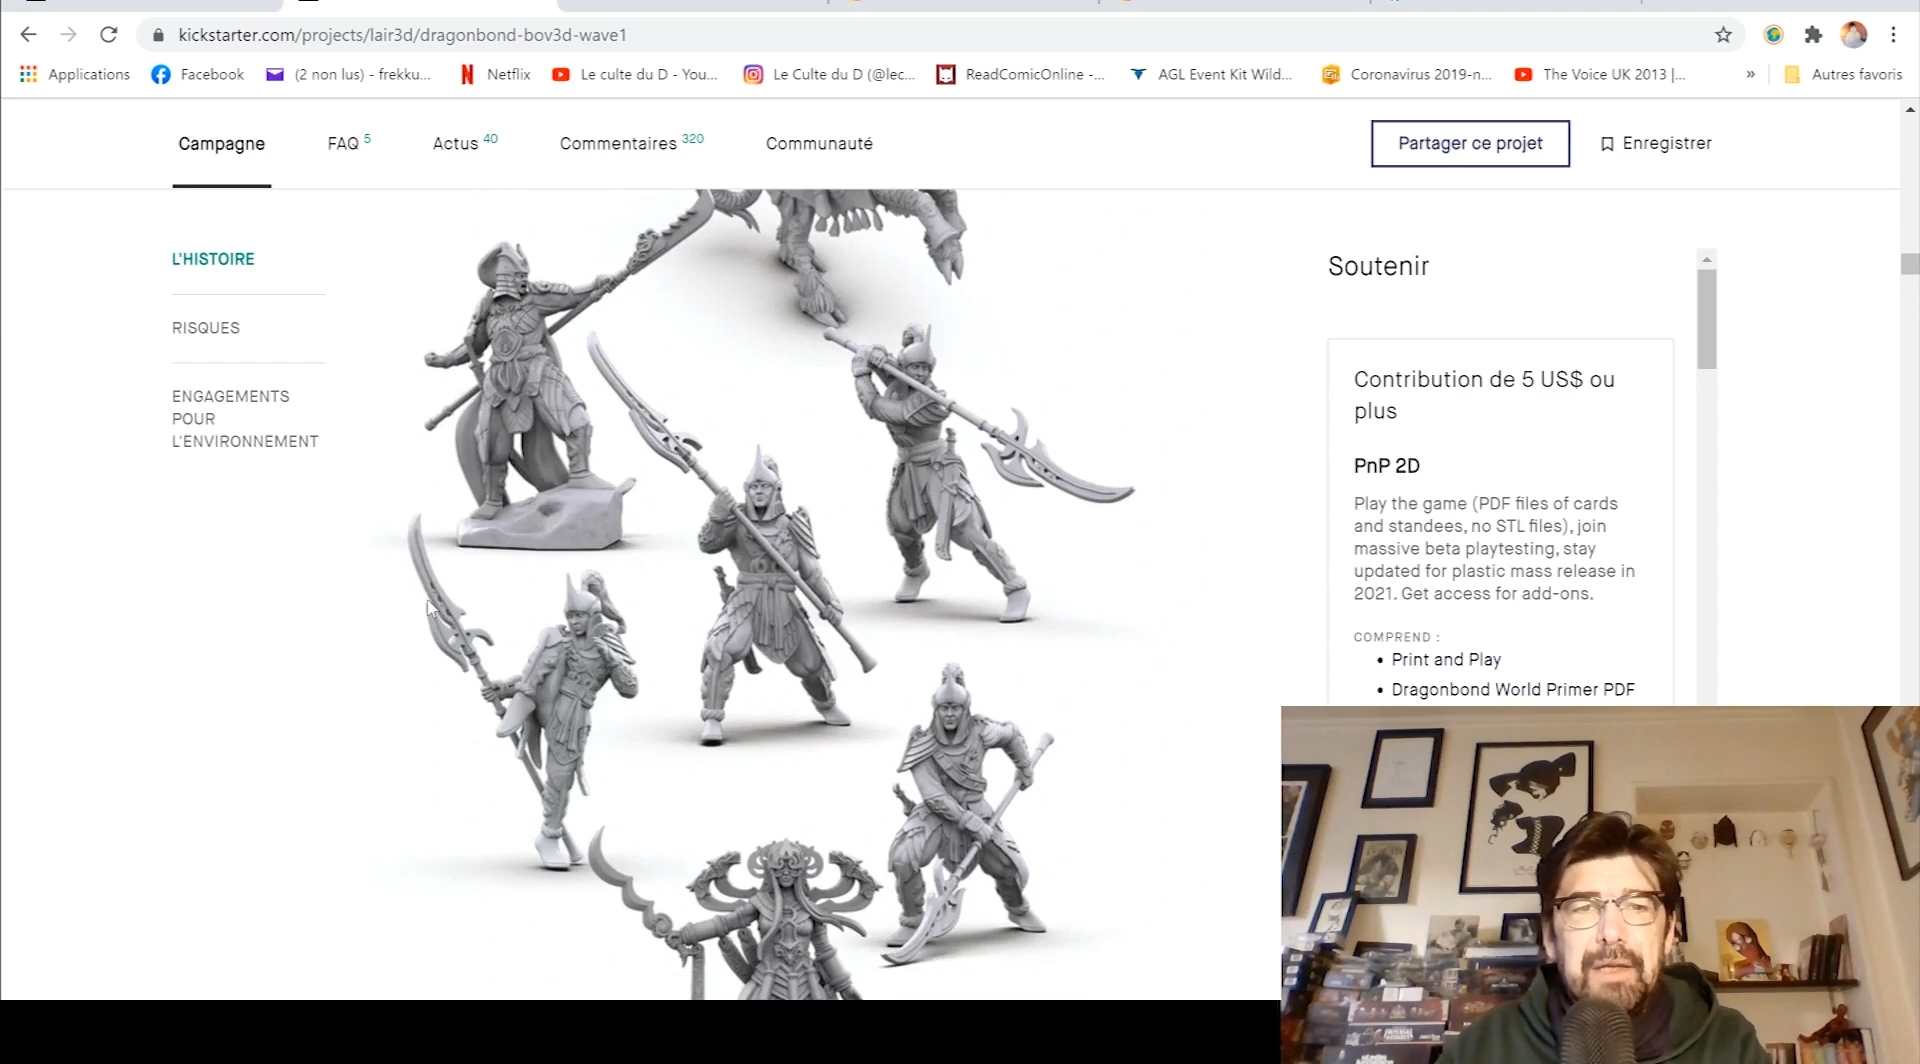 kickstarter.com/projects/lair3d/dragonbond-bov3d-wave1
Applications
Facebook
(2 non lus) - frekku...
Netflix
Le culte du D - You...
Le Culte du D (@lec...
ReadComicOnline -...
AGL Event Kit Wild...
Coronavirus 2019-n...
The Voice UK 2013 |...
»
Autres favoris
Campagne
FAQ 5
Actus 40
Commentaires 320
Communauté
Partager ce projet
Enregistrer
L'HISTOIRE
RISQUES
ENGAGEMENTS
POUR
L'ENVIRONNEMENT
Soutenir
Contribution de 5 US$ ou
plus
PnP 2D
Play the game (PDF files of cards
and standees, no STL files), join
massive beta playtesting, stay
updated for plastic mass release in
2021. Get access for add-ons.
COMPREND :
• Print and Play
• Dragonbond World Primer PDF